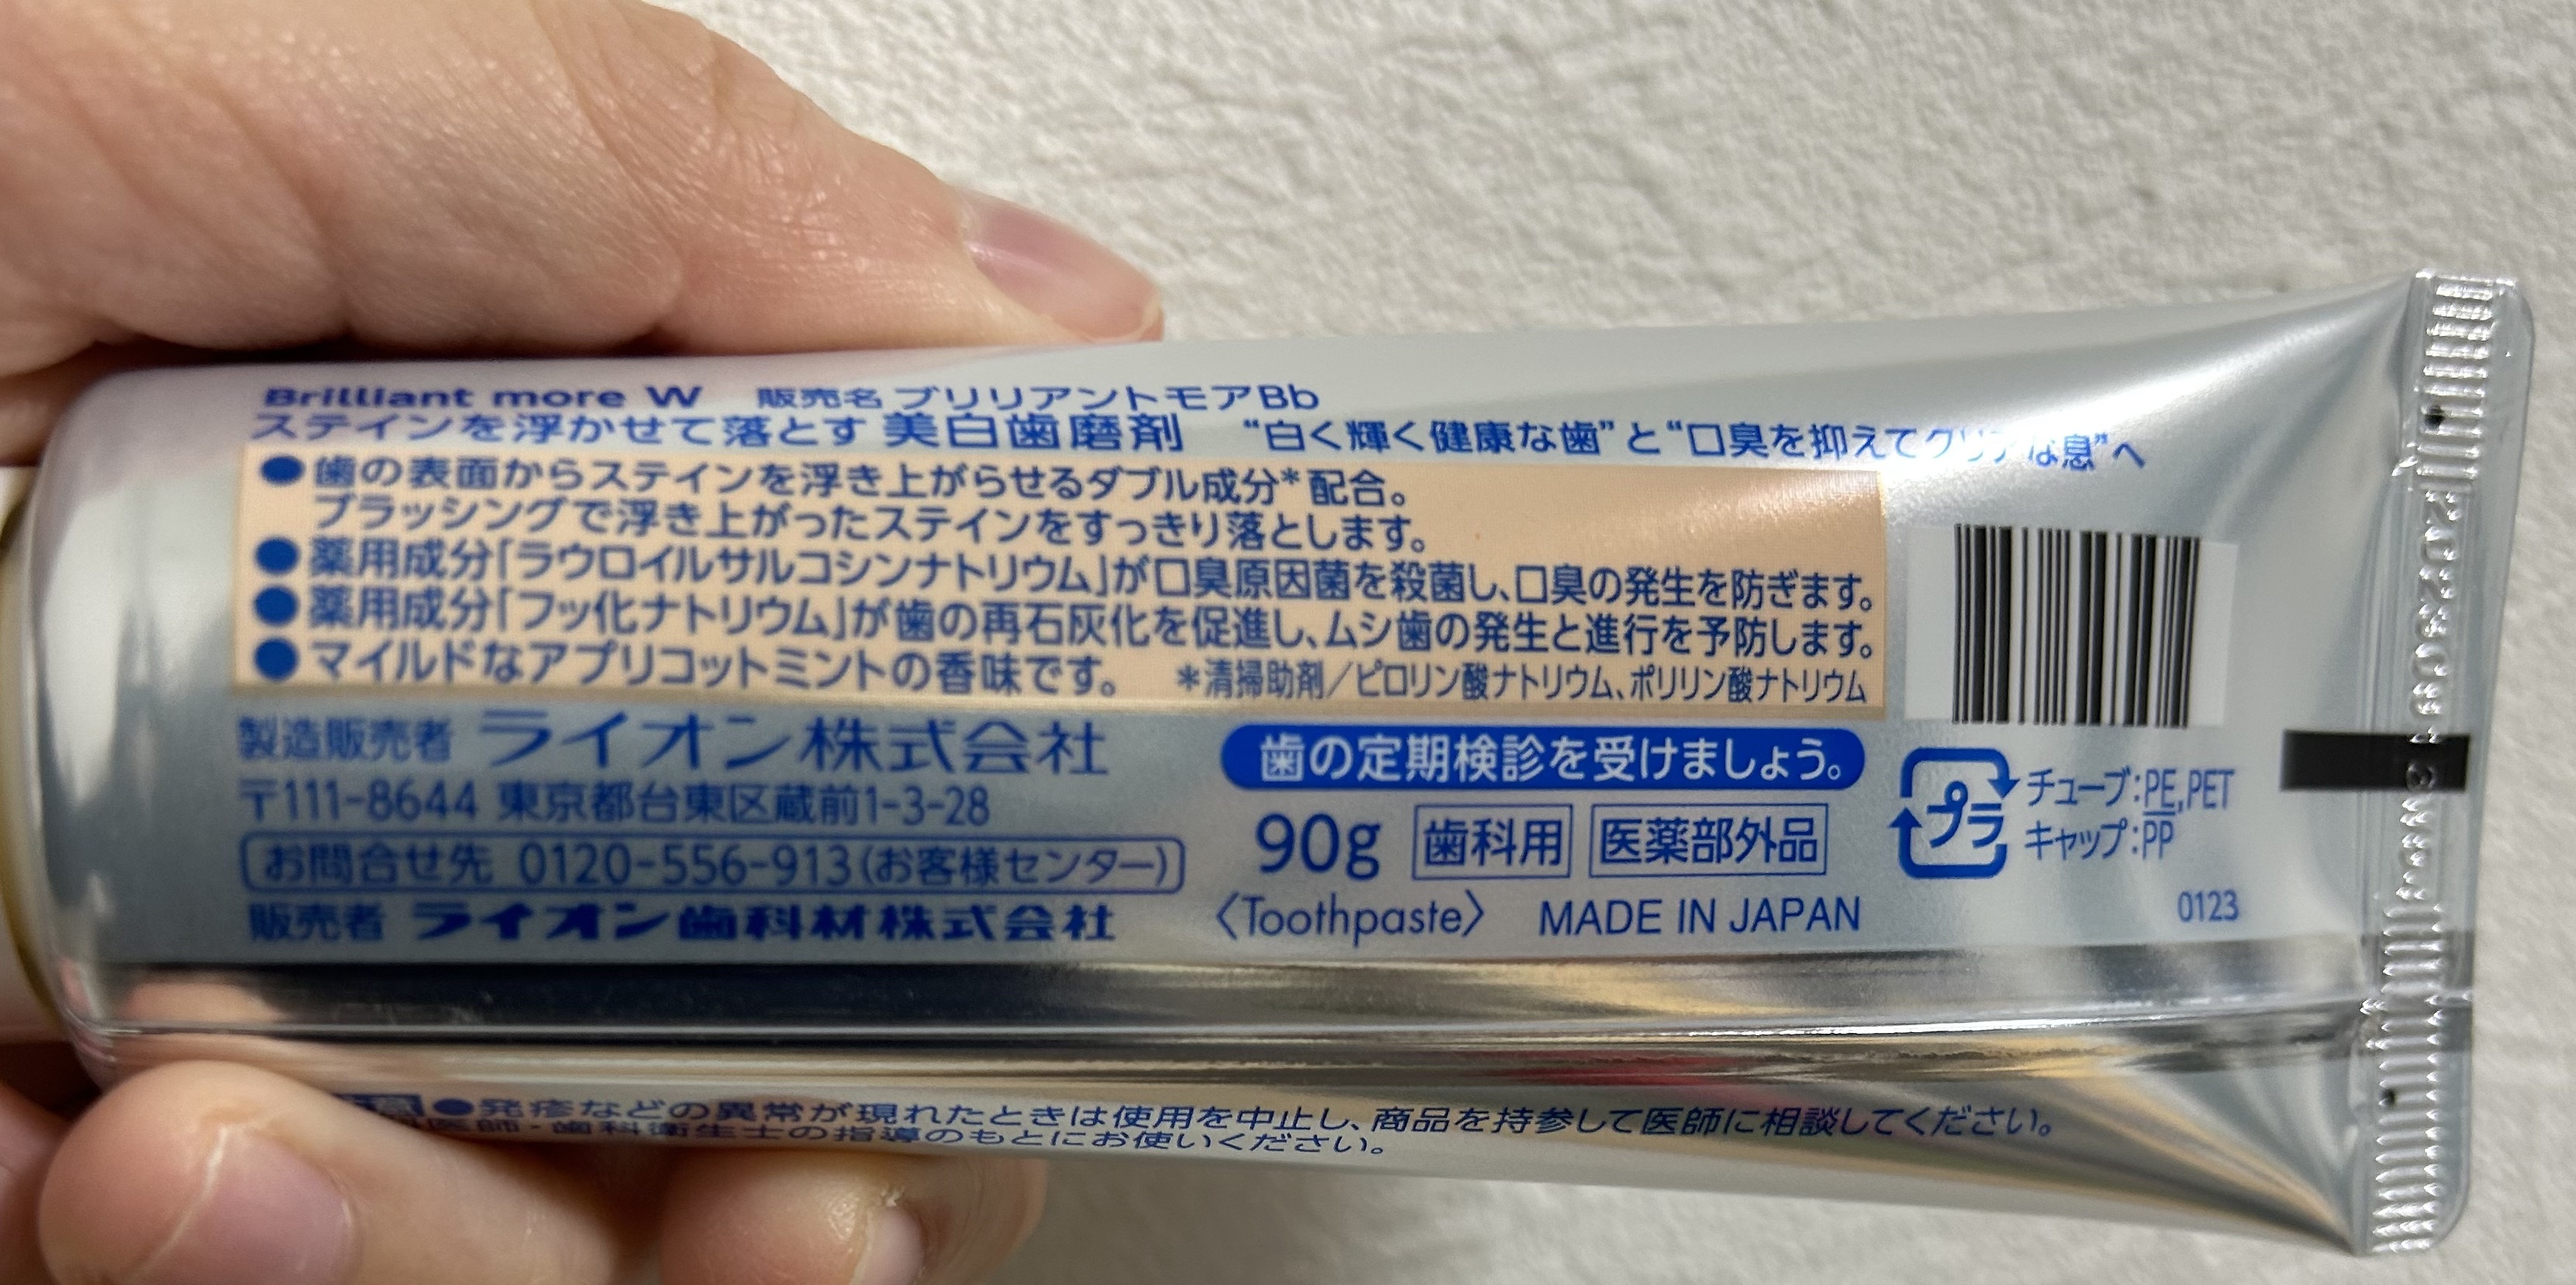 Brilliant more W 販売名 ブリリアントモアBb
ステインを浮かせて落とす 美白歯磨剤 “白く輝く健康な歯”と“口臭を抑えてクリアな息”へ
●歯の表面からステインを浮き上がらせるダブル成分*配合。
ブラッシングで浮き上がったステインをすっきり落とします。
●薬用成分「ラウロイルサルコシンナトリウム」が口臭原因菌を殺菌し、口臭の発生を防ぎます。
●薬用成分「フッ化ナトリウム」が歯の再石灰化を促進し、ムシ歯の発生と進行を予防します。
●マイルドなアプリコットミントの香味です。 *清掃助剤/ピロリン酸ナトリウム、ポリリン酸ナトリウム
製造販売者 ライオン株式会社
〒111-8644 東京都台東区蔵前1-3-28
お問合せ先 0120-556-913(お客様センター)
販売者 ライオン歯科材株式会社
歯の定期検診を受けましょう。
90g 歯科用 医薬部外品
〈Toothpaste〉 MADE IN JAPAN
プラ
チューブ:PE,PET
キャップ:PP
0123
●発疹などの異常が現れたときは使用を中止し、商品を持参して医師に相談してください。
医師・歯科衛生士の指導のもとにお使いください。